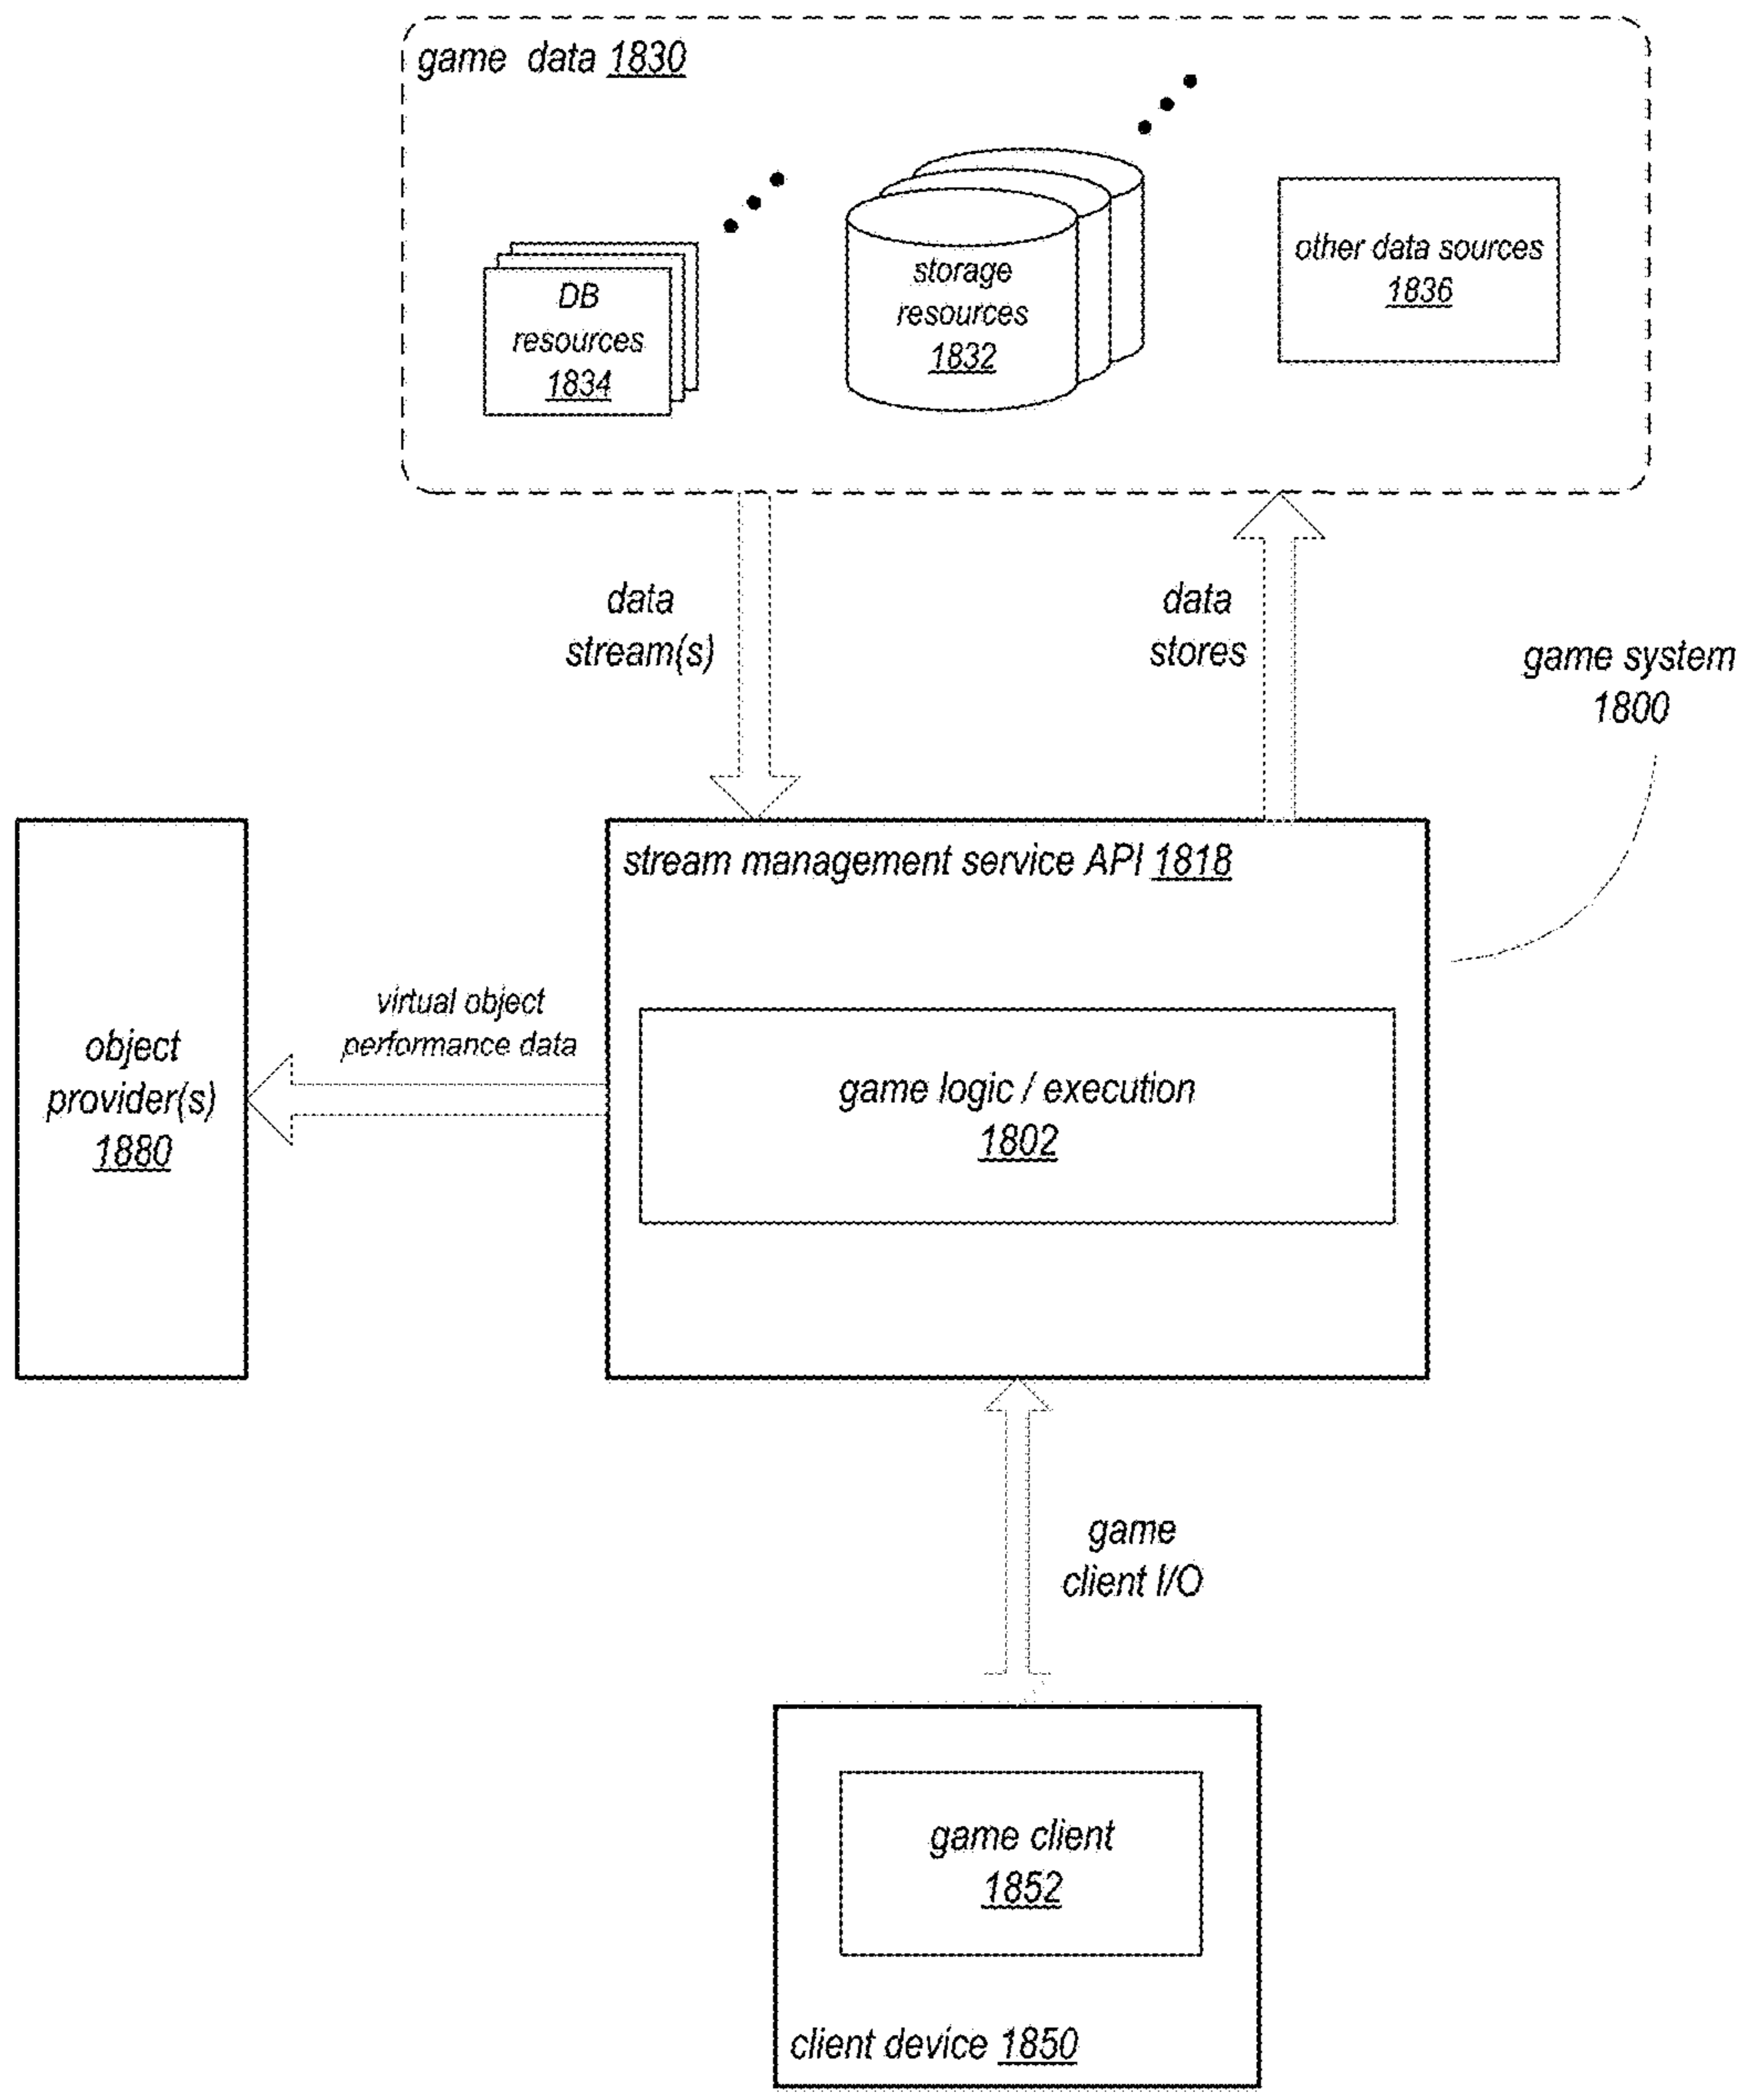 game data 1830
DB
resources
1834
storage
resources
1832
other data sources
1836
data
stream(s)
data
stores
game system
1800
stream management service API 1818
virtual object
performance data
object
provider(s)
1880
game logic / execution
1802
game
client I/O
game client
1852
client device 1850